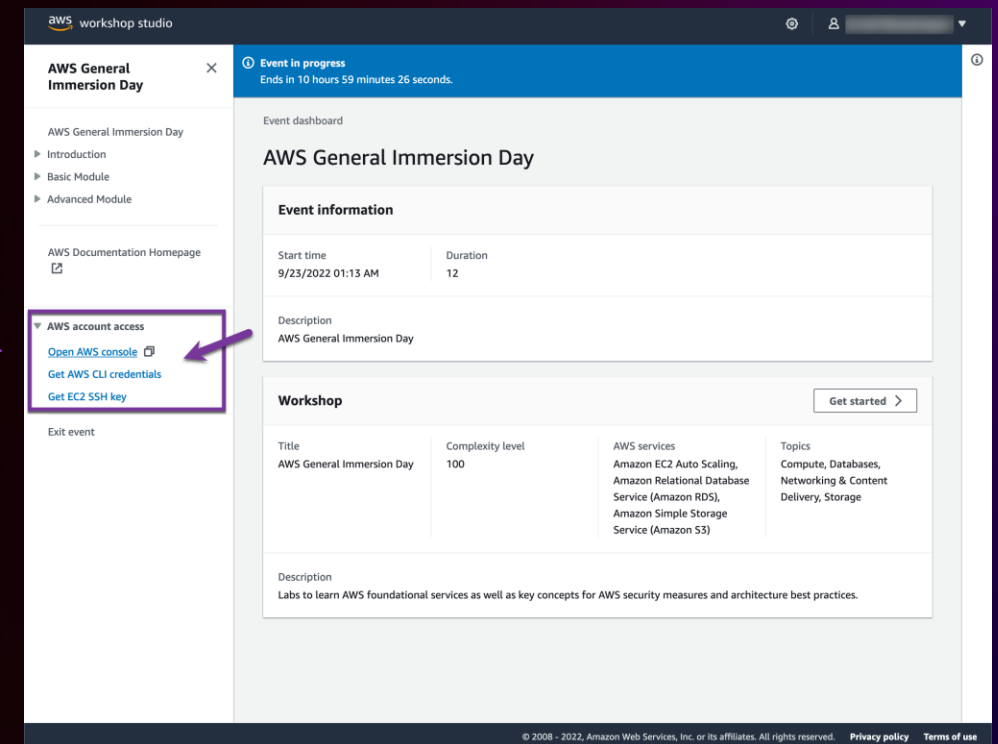 aws workshop studio
AWS General
Immersion Day
AWS General Immersion Day
Introduction
Basic Module
Advanced Module
AWS Documentation Homepage
AWS account access
Open AWS console
Get AWS CLI credentials
Get EC2 SSH key
Exit event
Event in progress
Ends in 10 hours 59 minutes 26 seconds.
Event dashboard
AWS General Immersion Day
Event information
Start time
9/23/2022 01:13 AM
Duration
12
Description
AWS General Immersion Day
Workshop
Get started
Title
AWS General Immersion Day
Complexity level
100
AWS services
Amazon EC2 Auto Scaling,
Amazon Relational Database
Service (Amazon RDS),
Amazon Simple Storage
Service (Amazon S3)
Topics
Compute, Databases,
Networking & Content
Delivery, Storage
Description
Labs to learn AWS foundational services as well as key concepts for AWS security measures and architecture best practices.
© 2008 - 2022, Amazon Web Services, Inc. or its affiliates. All rights reserved. Privacy policy Terms of use